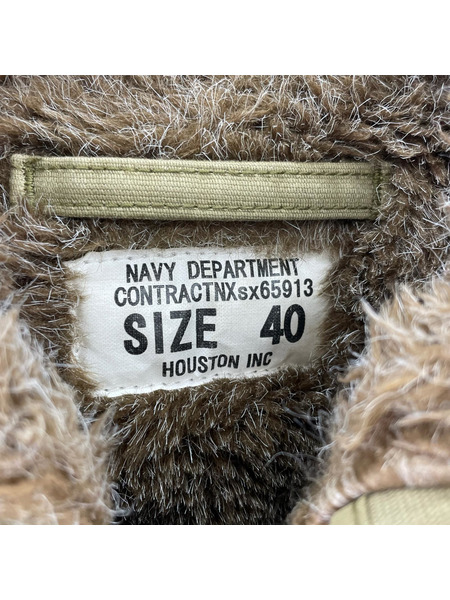 NAVY DEPARTMENT
CONTRACTNXsx65913
SIZE 40
HOUSTON INC